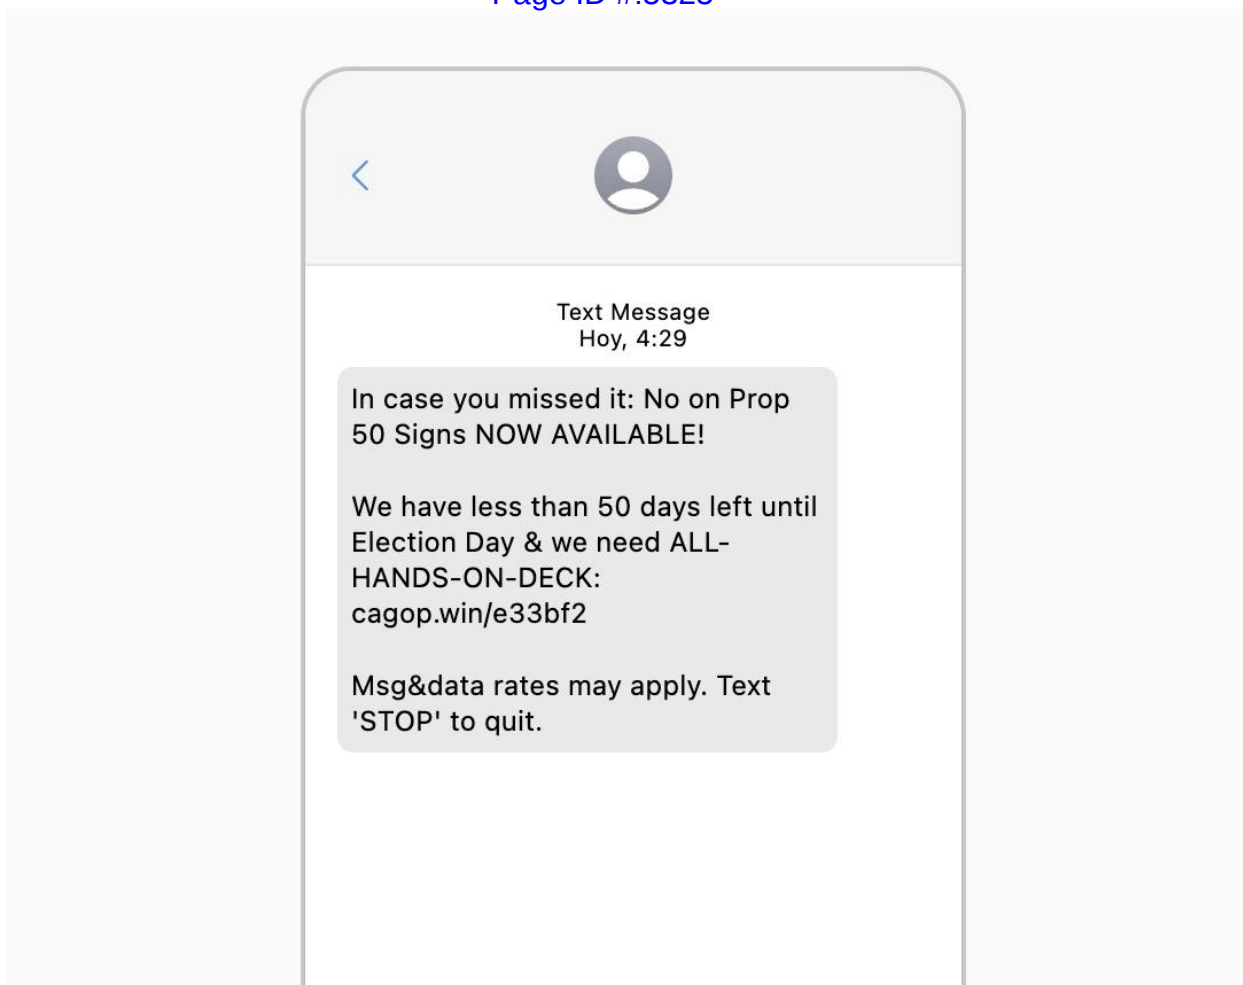 Text Message
Hoy, 4:29
In case you missed it: No on Prop
50 Signs NOW AVAILABLE!
We have less than 50 days left until
Election Day & we need ALL-
HANDS-ON-DECK:
cagop.win/e33bf2
Msg&data rates may apply. Text
'STOP' to quit.